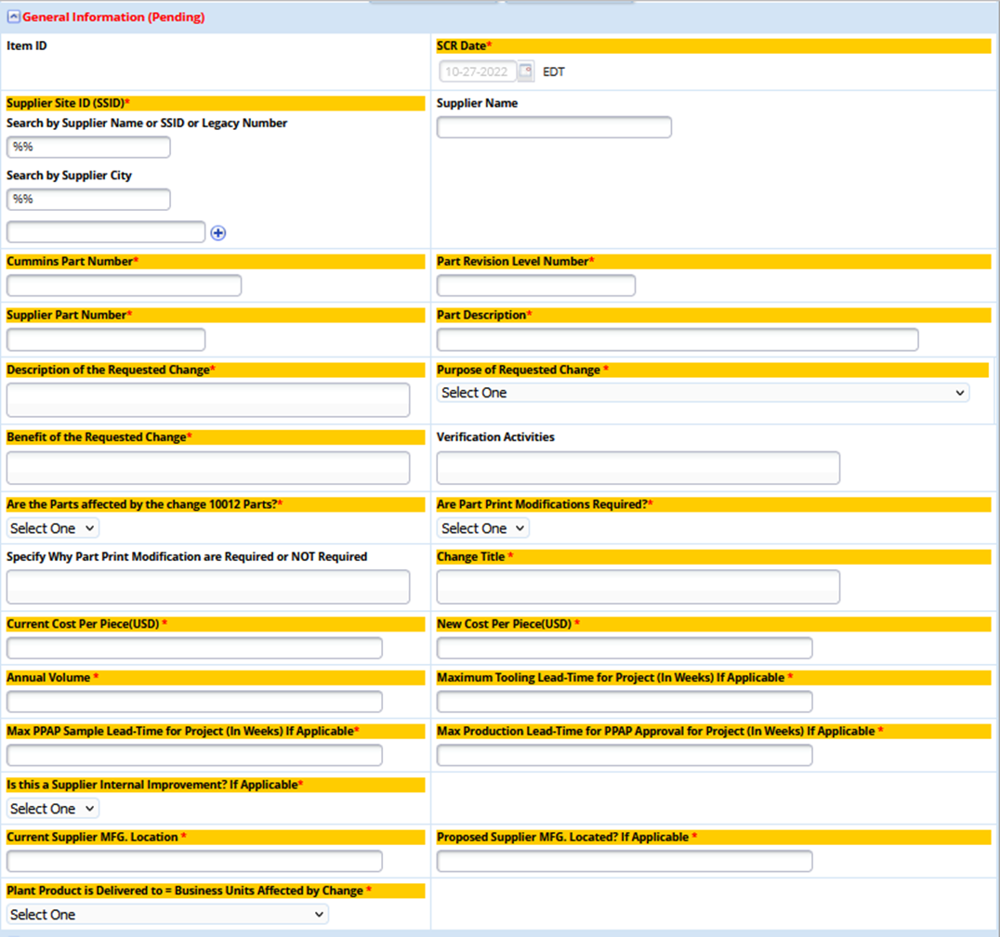 General Information (Pending)
Item ID
SCR Date*
10-27-2022 EDT
Supplier Site ID (SSID)*
Search by Supplier Name or SSID or Legacy Number
%%
Search by Supplier City
%%
Supplier Name
Cummins Part Number*
Part Revision Level Number*
Supplier Part Number*
Part Description*
Description of the Requested Change*
Purpose of Requested Change *
Select One
Benefit of the Requested Change*
Verification Activities
Are the Parts affected by the change 10012 Parts?*
Select One
Are Part Print Modifications Required?*
Select One
Specify Why Part Print Modification are Required or NOT Required
Change Title *
Current Cost Per Piece(USD) *
New Cost Per Piece(USD) *
Annual Volume *
Maximum Tooling Lead-Time for Project (In Weeks) If Applicable *
Max PPAP Sample Lead-Time for Project (In Weeks) If Applicable*
Max Production Lead-Time for PPAP Approval for Project (In Weeks) If Applicable *
Is this a Supplier Internal Improvement? If Applicable*
Select One
Current Supplier MFG. Location *
Proposed Supplier MFG. Located? If Applicable *
Plant Product is Delivered to = Business Units Affected by Change *
Select One